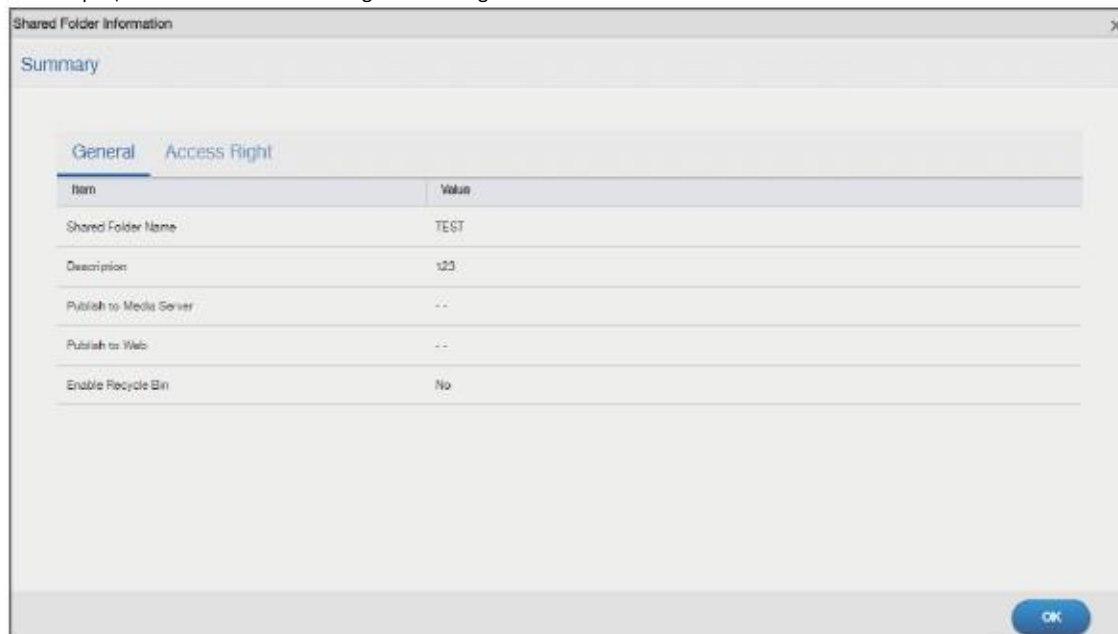 Shared Folder Information
Summary
General Access Right
Item Value
Shared Folder Name TEST
Description 123
Publish to Media Server - -
Publish to Web - -
Enable Recycle Bin No
OK